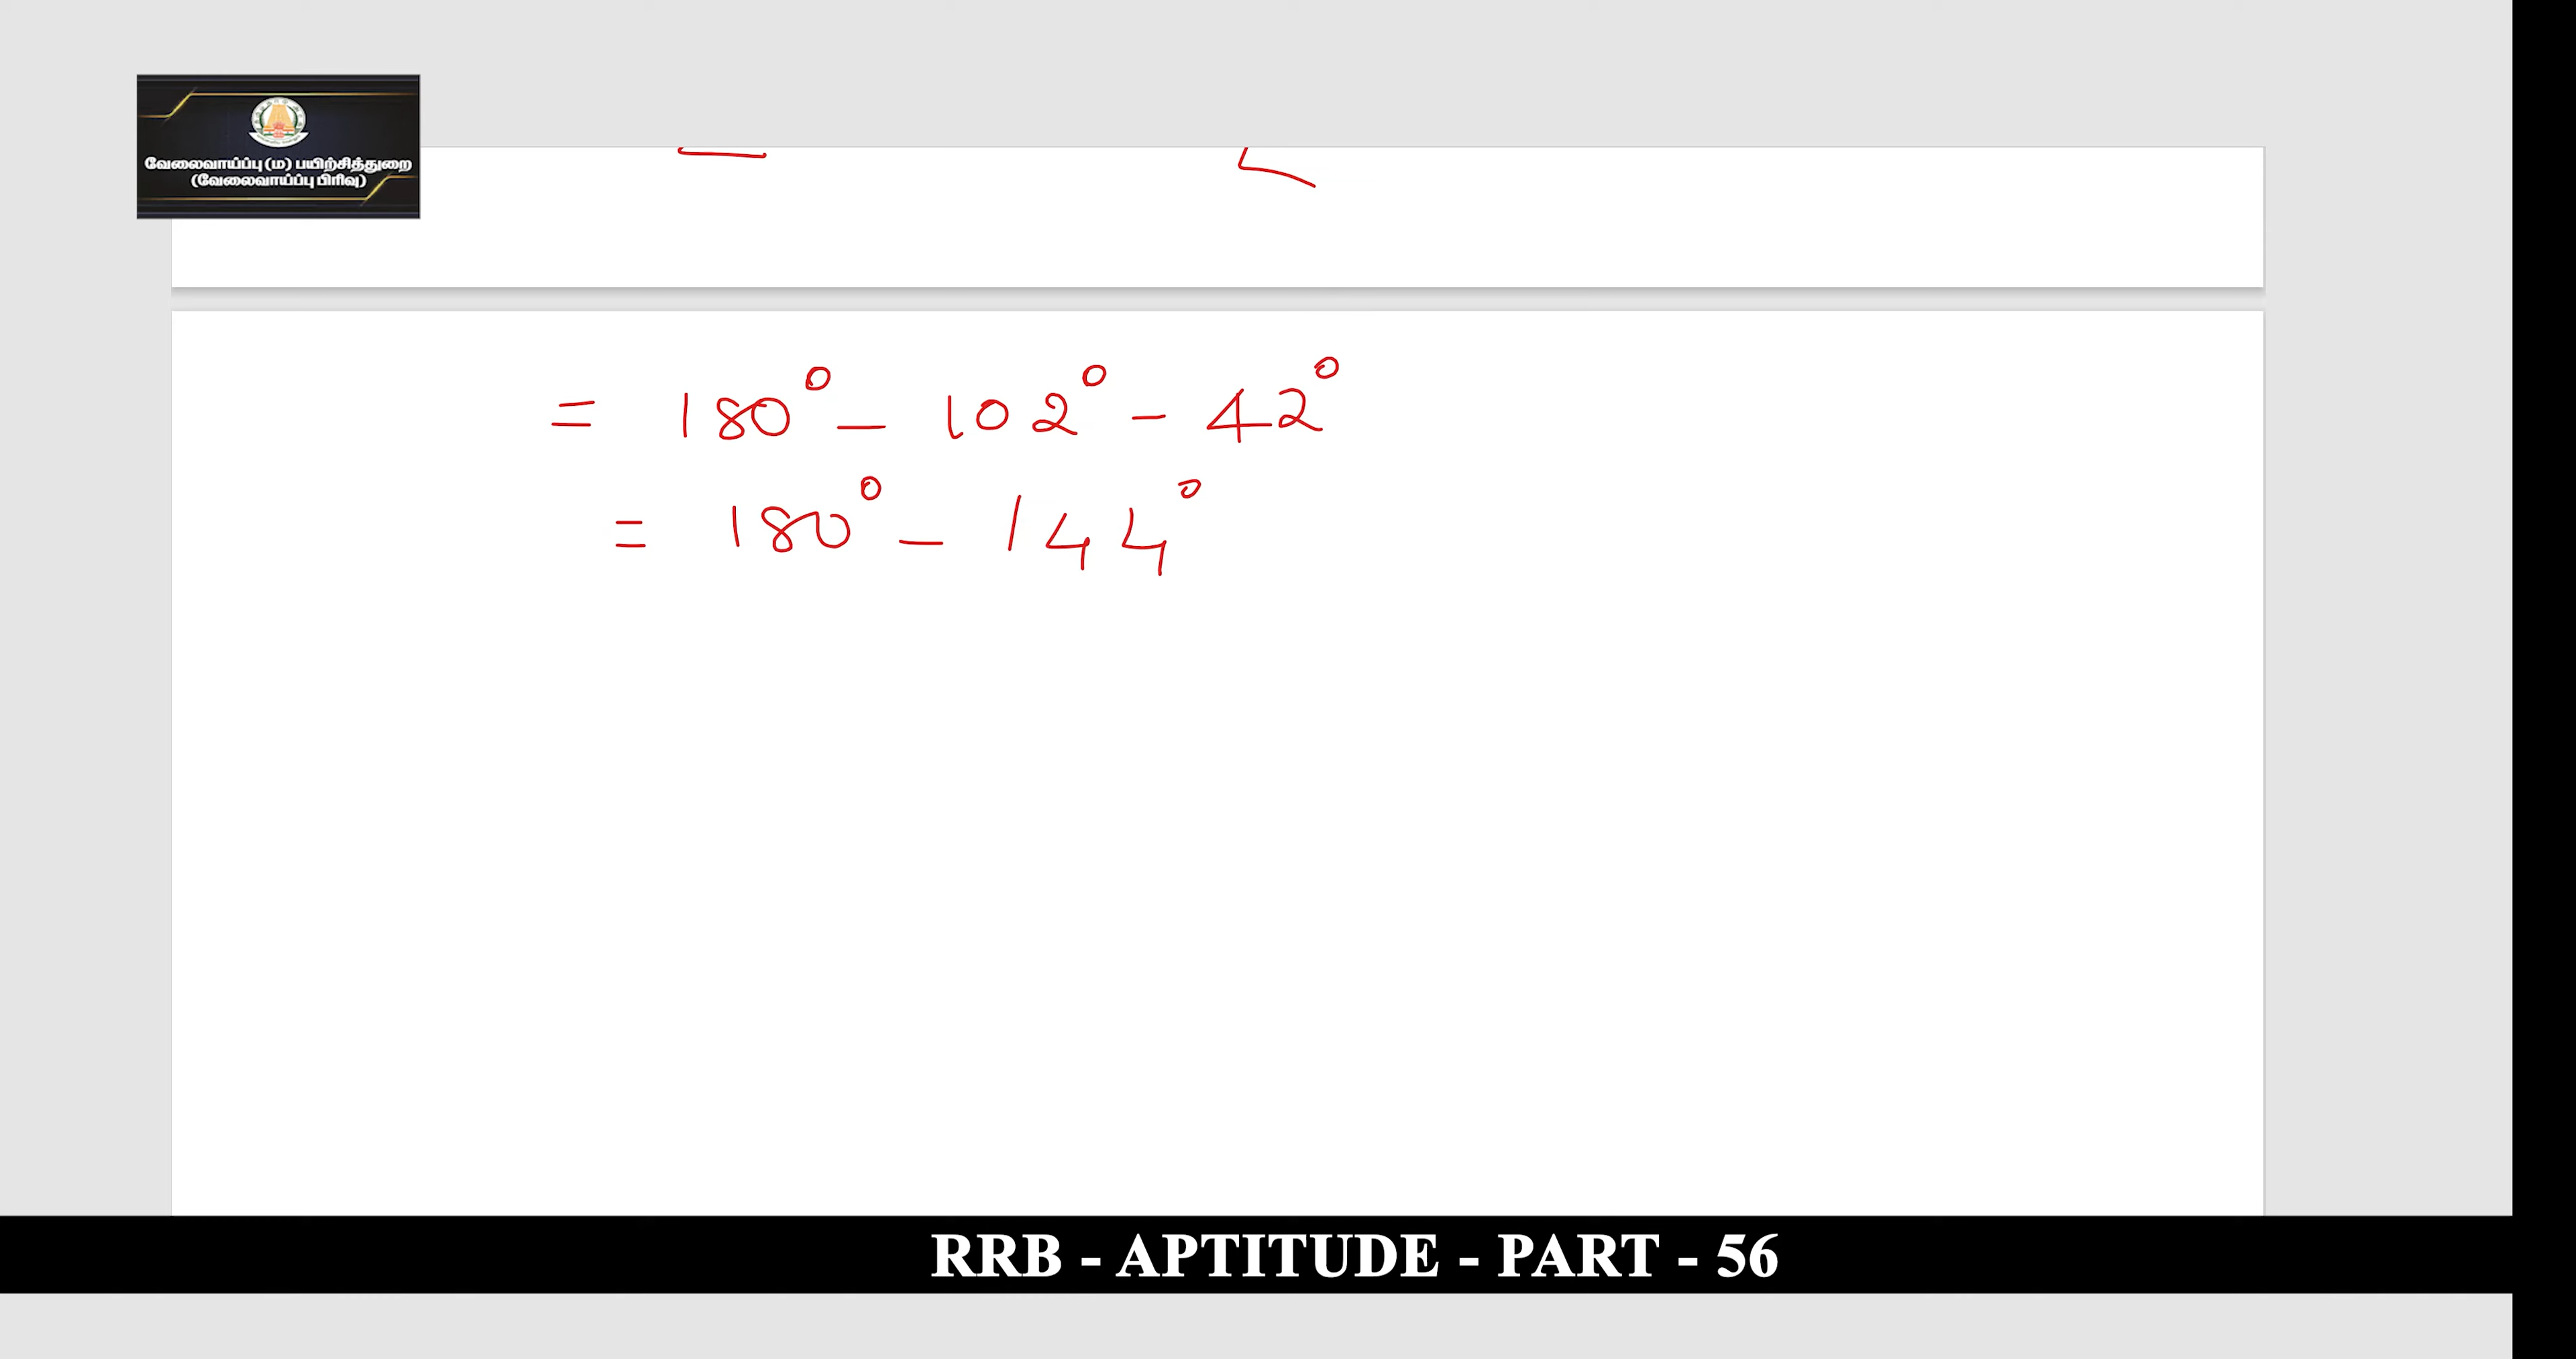 வேலைவாய்ப்பு (ம) பயிற்சித்துறை
(வேலைவாய்ப்பு பிரிவு)
= 180° - 102° - 42°
= 180° - 144°
RRB - APTITUDE - PART - 56